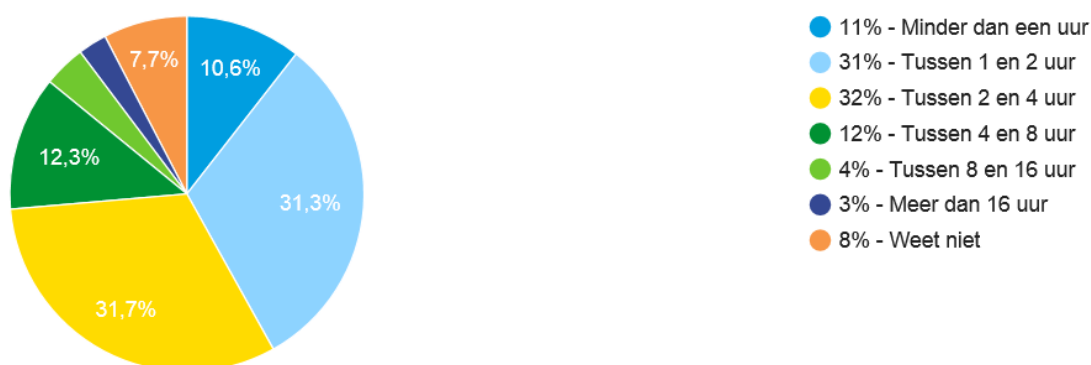 7,7%
10,6%
12,3%
31,3%
31,7%
11% - Minder dan een uur
31% - Tussen 1 en 2 uur
32% - Tussen 2 en 4 uur
12% - Tussen 4 en 8 uur
4% - Tussen 8 en 16 uur
3% - Meer dan 16 uur
8% - Weet niet